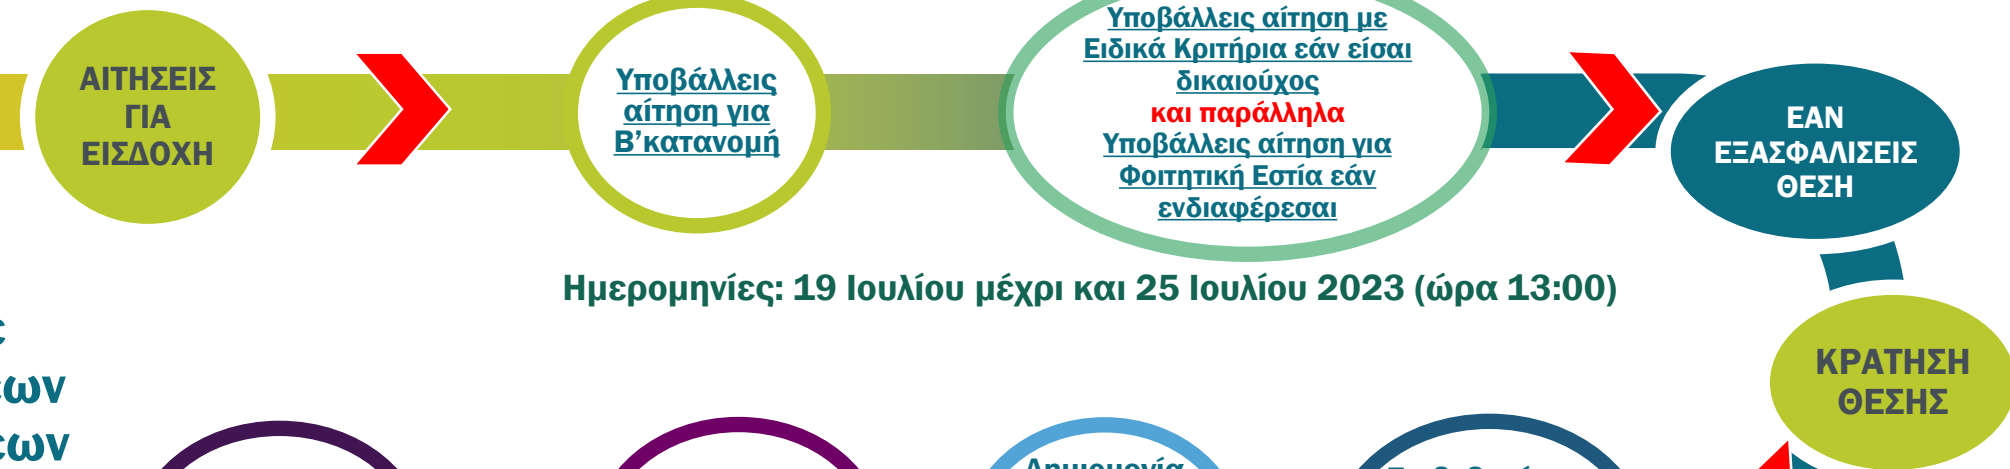 ΑΙΤΗΣΕΙΣ
ΓΙΑ
ΕΙΣΔΟΧΗ
Υποβάλλεις
αίτηση για
Β’κατανομή
Υποβάλλεις αίτηση με
Ειδικά Κριτήρια εάν είσαι
δικαιούχος
και παράλληλα
Υποβάλλεις αίτηση για
Φοιτητική Εστία εάν
ενδιαφέρεσαι
ΕΑΝ
ΕΞΑΣΦΑΛΙΣΕΙΣ
ΘΕΣΗ
Ημερομηνίες: 19 Ιουλίου μέχρι και 25 Ιουλίου 2023 (ώρα 13:00)
ΚΡΑΤΗΣΗ
ΘΕΣΗΣ